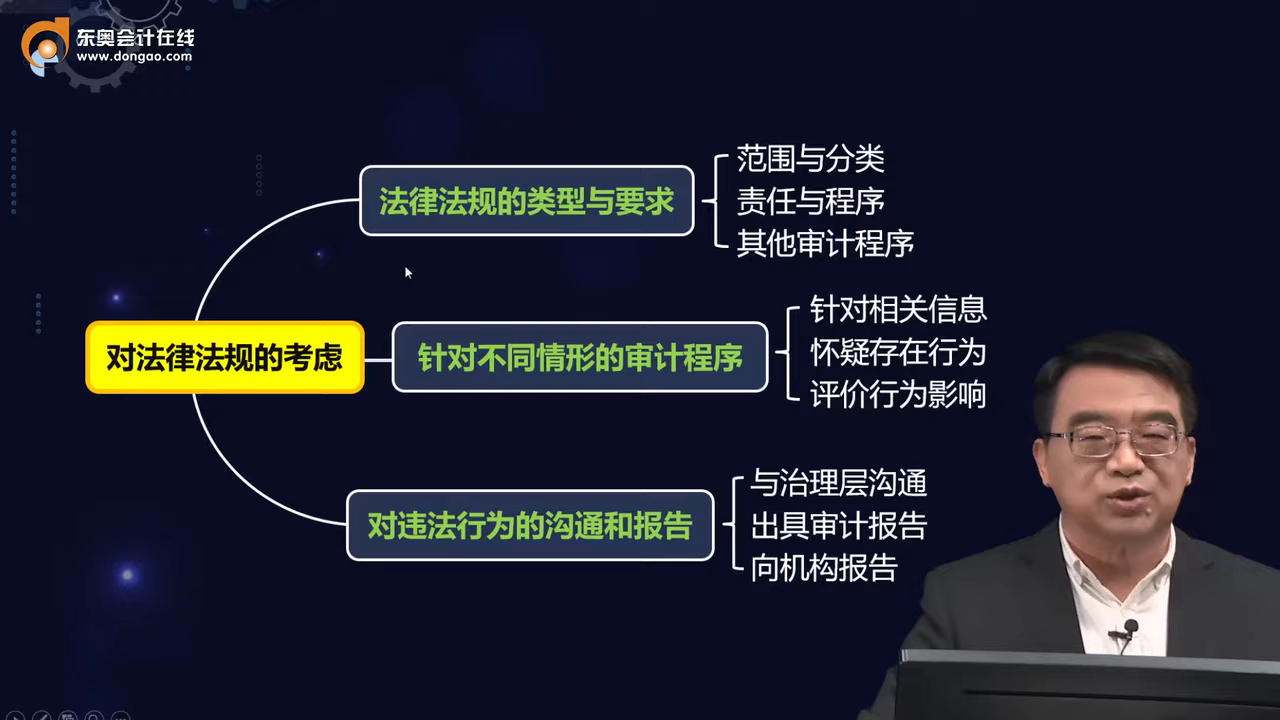 东奥会计在线
www.dongao.com
范围与分类
法律法规的类型与要求
责任与程序
其他审计程序
针对相关信息
对法律法规的考虑
针对不同情形的审计程序
怀疑存在行为
评价行为影响
与治理层沟通
对违法行为的沟通和报告
出具审计报告
向机构报告